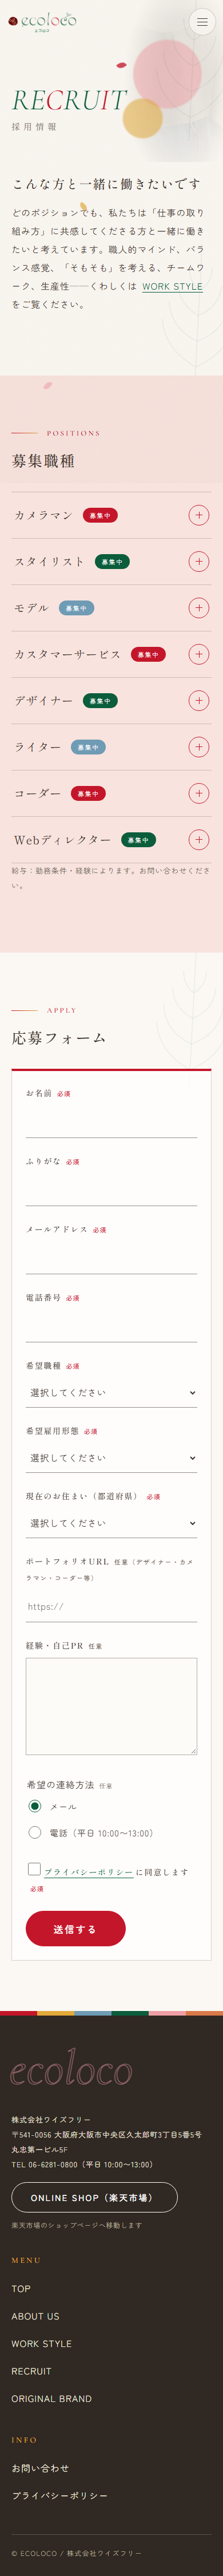 ecoloco
RECRUIT
採用情報
こんな方と一緒に働きたいです
どのポジションでも、私たちは「仕事の取り
組み方」に共感してくださる方と一緒に働き
たいと考えています。職人的マインド、バラ
ンス感覚、「そもそも」を考える、チームワ
ーク、生産性──くわしくは WORK STYLE
をご覧ください。
POSITIONS
募集職種
カメラマン 募集中
スタイリスト 募集中
モデル 募集中
カスタマーサービス 募集中
デザイナー 募集中
ライター 募集中
コーダー 募集中
Webディレクター 募集中
給与：勤務条件・経験によります。お問い合わせくださ
い。
APPLY
応募フォーム
お名前 必須
ふりがな 必須
メールアドレス 必須
電話番号 必須
希望職種 必須
選択してください
希望雇用形態 必須
選択してください
現在のお住まい（都道府県） 必須
選択してください
ポートフォリオURL 任意（デザイナー・カメ
ラマン・コーダー等）
https://
経験・自己PR 任意
希望の連絡方法 任意
メール
電話（平日 10:00〜13:00）
プライバシーポリシーに同意します
必須
送信する
ecoloco
株式会社ワイズフリー
〒541-0056 大阪府大阪市中央区久太郎町3丁目5番5号
丸忠第一ビル5F
TEL 06-6281-0800（平日 10:00〜13:00）
ONLINE SHOP（楽天市場）
楽天市場のショップページへ移動します
MENU
TOP
ABOUT US
WORK STYLE
RECRUIT
ORIGINAL BRAND
INFO
お問い合わせ
プライバシーポリシー
© ECOLOCO / 株式会社ワイズフリー